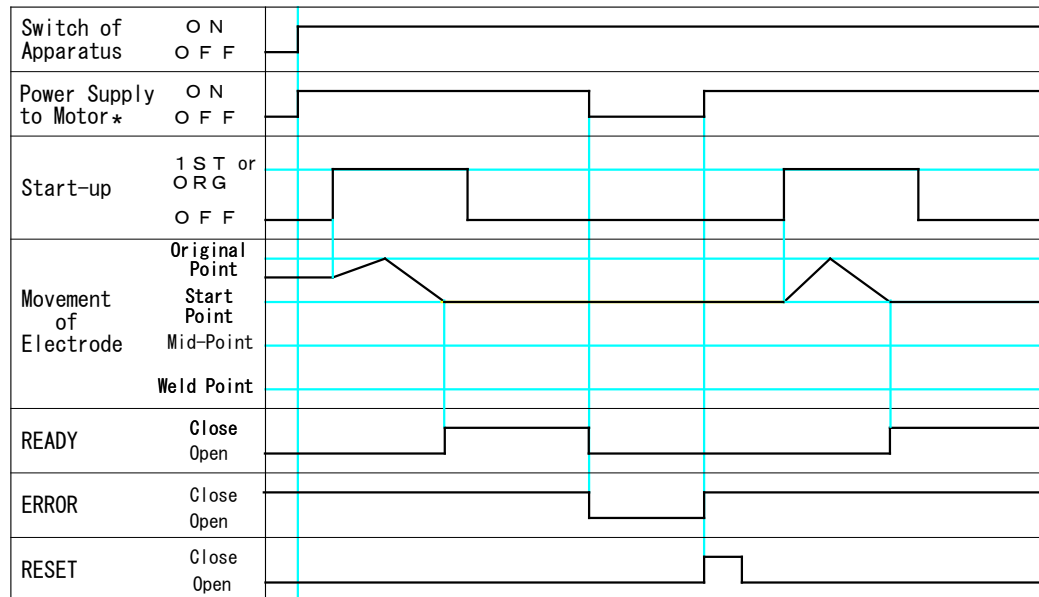 Switch of ON
Apparatus OFF
Power Supply ON
to Motor* OFF
1ST or
Start-up ORG
OFF
Original
Point
Movement Start
of Point
Electrode Mid-Point
Weld Point
READY Close
Open
ERROR Close
Open
RESET Close
Open